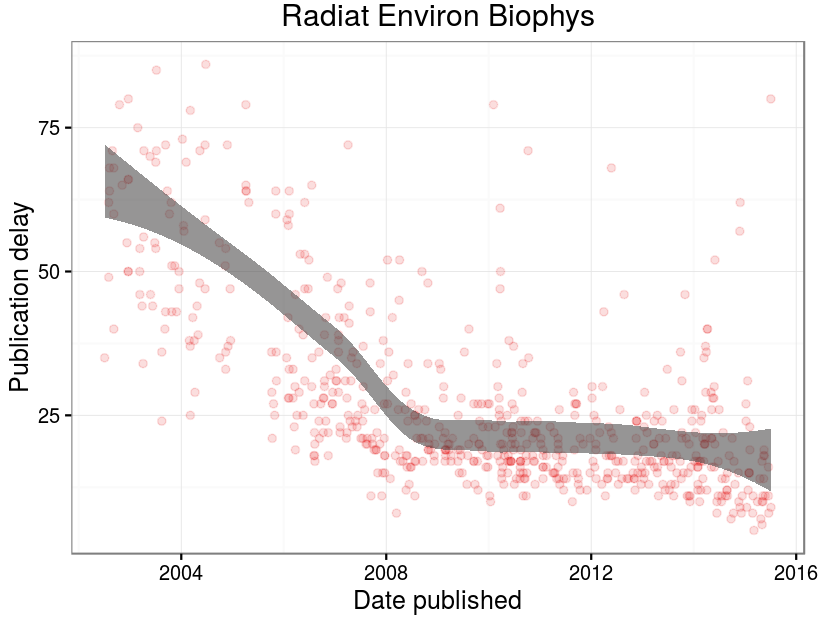 Radiat Environ Biophys
Publication delay
75
50
25
2004
2008
2012
2016
Date published